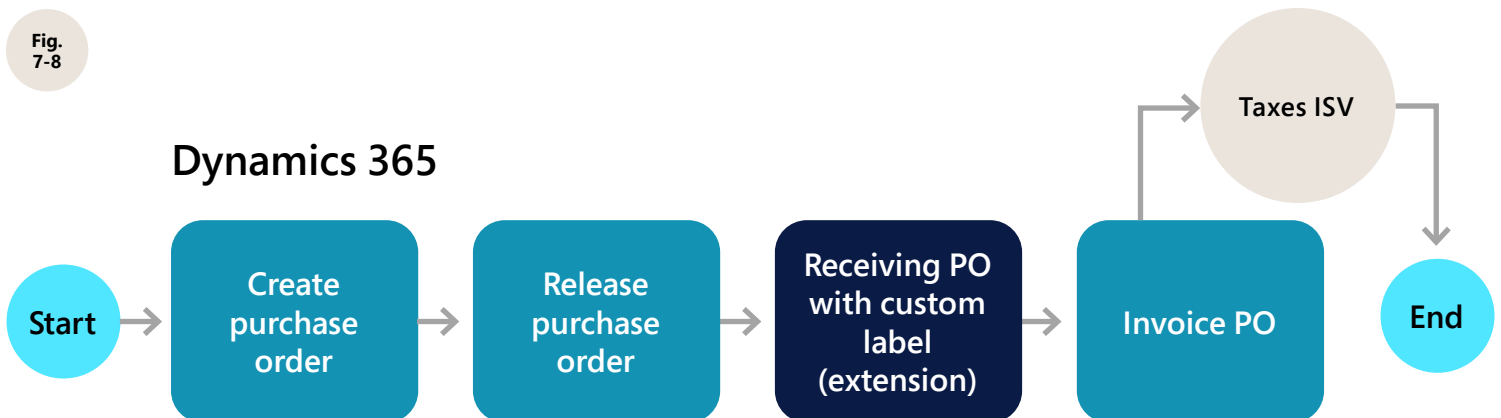 Fig.
7-8
Taxes ISV
Dynamics 365
Start
Create
purchase
order
Release
purchase
order
Receiving PO
with custom
label
(extension)
Invoice PO
End